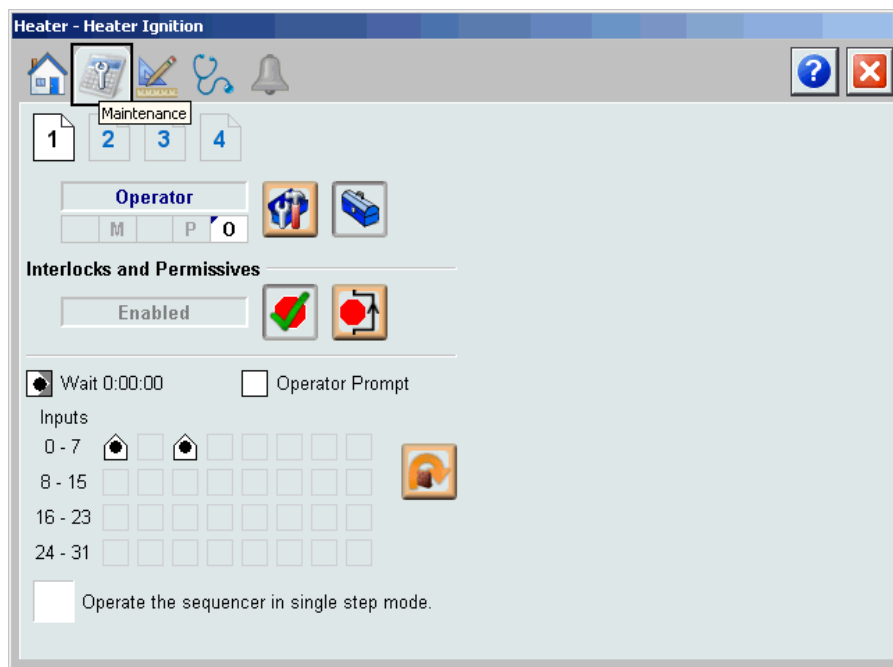 Heater - Heater Ignition
?
Maintenance
1 2 3 4
Operator
M P O
Interlocks and Permissives
Enabled
Wait 0:00:00 Operator Prompt
Inputs
0 - 7
8 - 15
16 - 23
24 - 31
Operate the sequencer in single step mode.